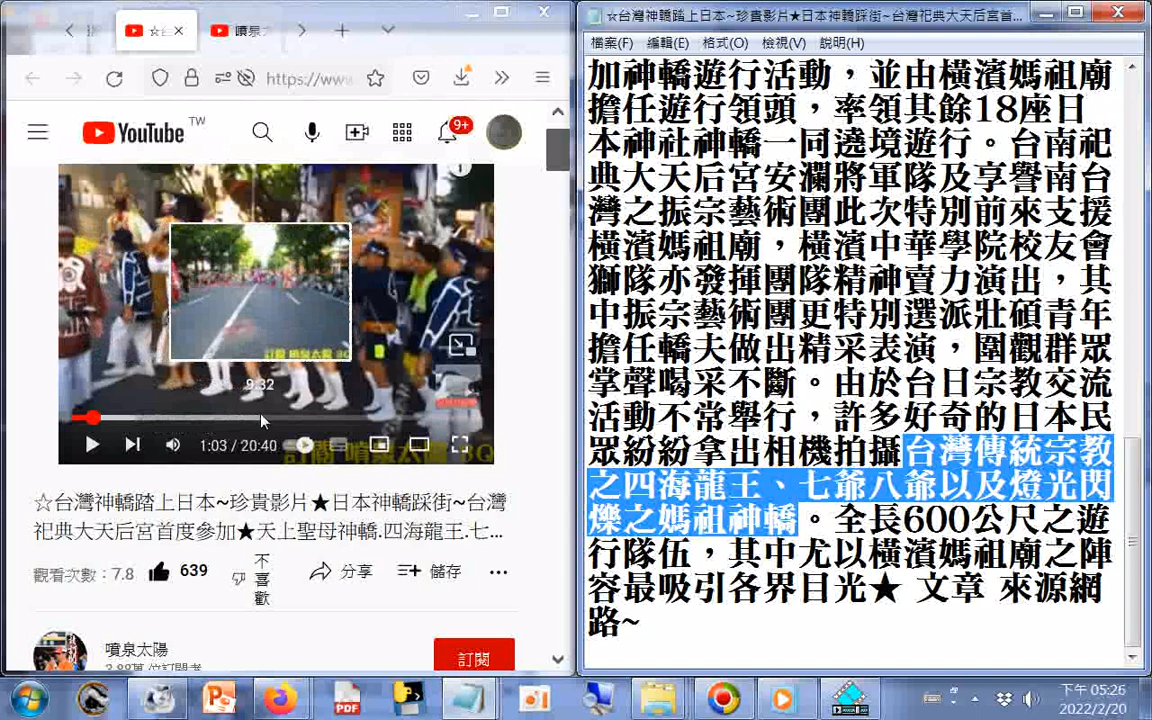 ☆台
噴泉
https://www
YouTube
TW
9+
9:32
1:03 / 20:40
訂閱 噴泉太陽
☆台灣神轎踏上日本~珍貴影片★日本神轎踩街~台灣
祀典大天后宮首度參加★天上聖母神轎.四海龍王.七...
觀看次數：7.8
639
不喜歡
分享
儲存
噴泉太陽
3.88萬 位訂閱者
訂閱
☆台灣神轎踏上日本~珍貴影片★日本神轎踩街~台灣祀典大天后宮首...
檔案(F) 編輯(E) 格式(O) 檢視(V) 說明(H)
加神轎遊行活動，並由橫濱媽祖廟
擔任遊行領頭，率領其餘18座日
本神社神轎一同遶境遊行。台南祀
典大天后宮安瀾將軍隊及享譽南台
灣之振宗藝術團此次特別前來支援
橫濱媽祖廟，橫濱中華學院校友會
獅隊亦發揮團隊精神賣力演出，其
中振宗藝術團更特別選派壯碩青年
擔任轎夫做出精采表演，圍觀群眾
掌聲喝采不斷。由於台日宗教交流
活動不常舉行，許多好奇的日本民
眾紛紛拿出相機拍攝台灣傳統宗教
之四海龍王、七爺八爺以及燈光閃
爍之媽祖神轎。全長600公尺之遊
行隊伍，其中尤以橫濱媽祖廟之陣
容最吸引各界目光★ 文章 來源網
路~
PDF
下午 05:26
2022/2/20